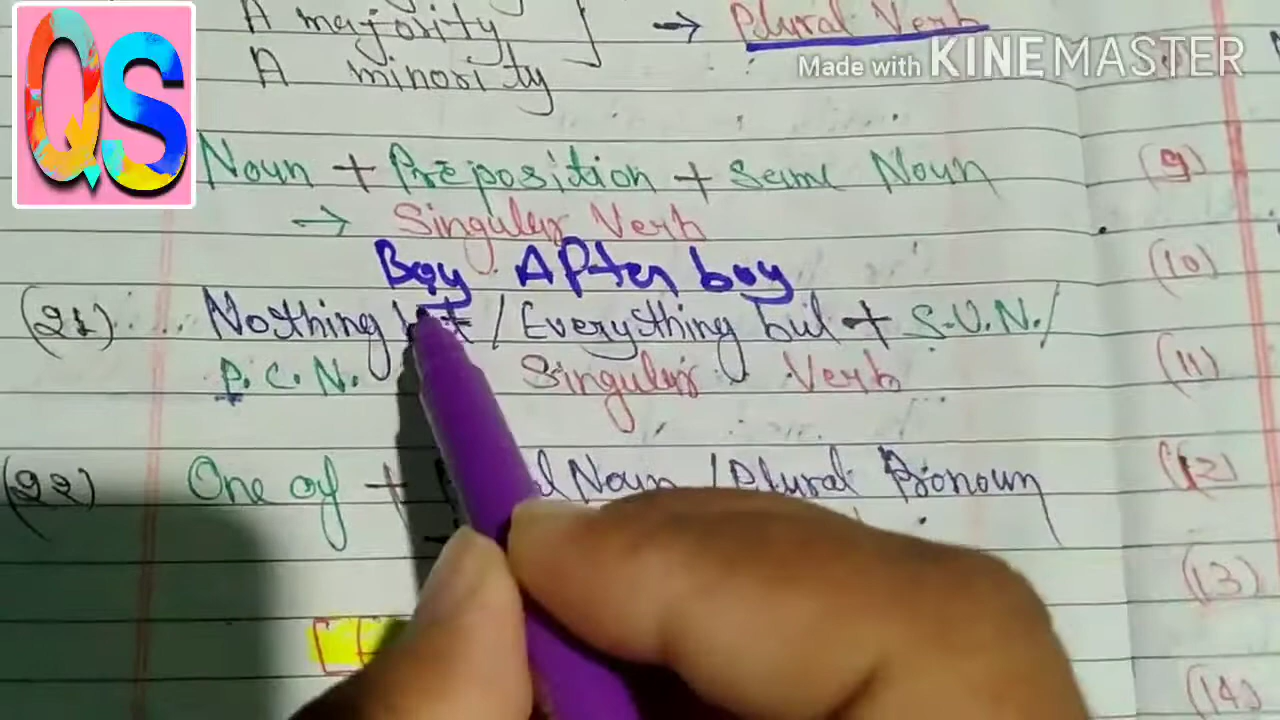 QS
A majority → Plural Verb
Made with KINEMASTER
A minority
Noun + Preposition + same Noun (9)
→ Singular Verb
Boy After boy (10)
(21) Nothing / Everything but + S.U.N./
P.C.N. Singular Verb (11)
(22) One of + Noun / Plural Pronoun (12)
(13)
(14)